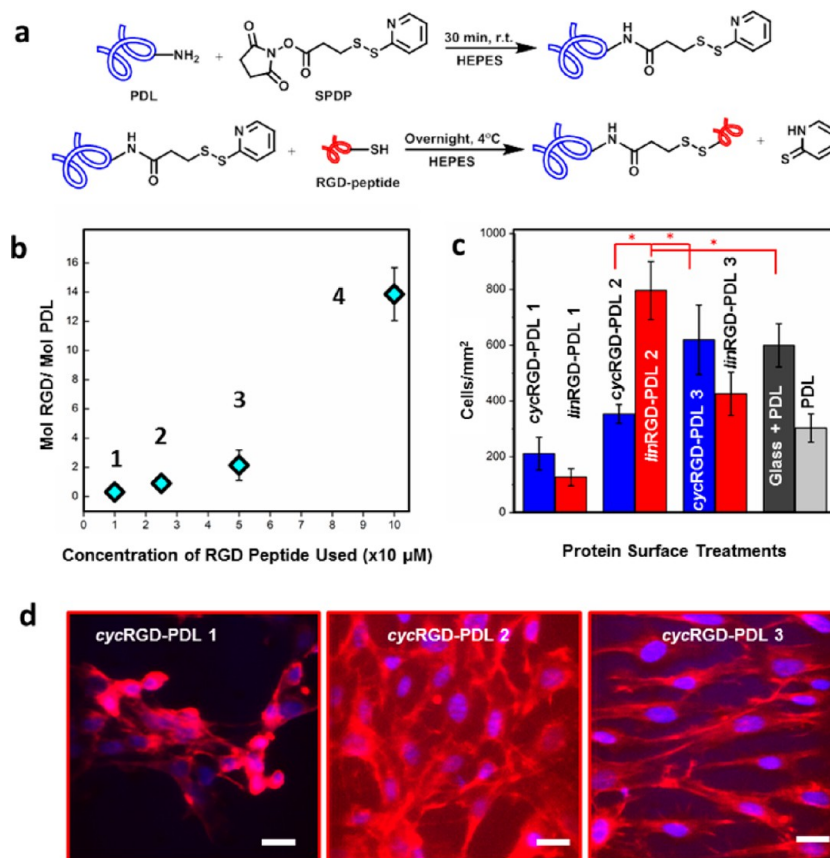 a
NH₂
+
30 min, r.t.
HEPES
PDL
SPDP
+
SH
RGD-peptide
Overnight, 4°C
HEPES
+
b
Mol RGD/ Mol PDL
16
14
12
10
8
6
4
2
0
1
2
3
4
0 1 2 3 4 5 6 7 8 9 10
Concentration of RGD Peptide Used (x10 µM)
c
Cells/mm²
1000
800
600
400
200
0
* * *
cycRGD-PDL 1
linRGD-PDL 1
cycRGD-PDL 2
linRGD-PDL 2
cycRGD-PDL 3
linRGD-PDL 3
Glass + PDL
PDL
Protein Surface Treatments
d
cycRGD-PDL 1
cycRGD-PDL 2
cycRGD-PDL 3